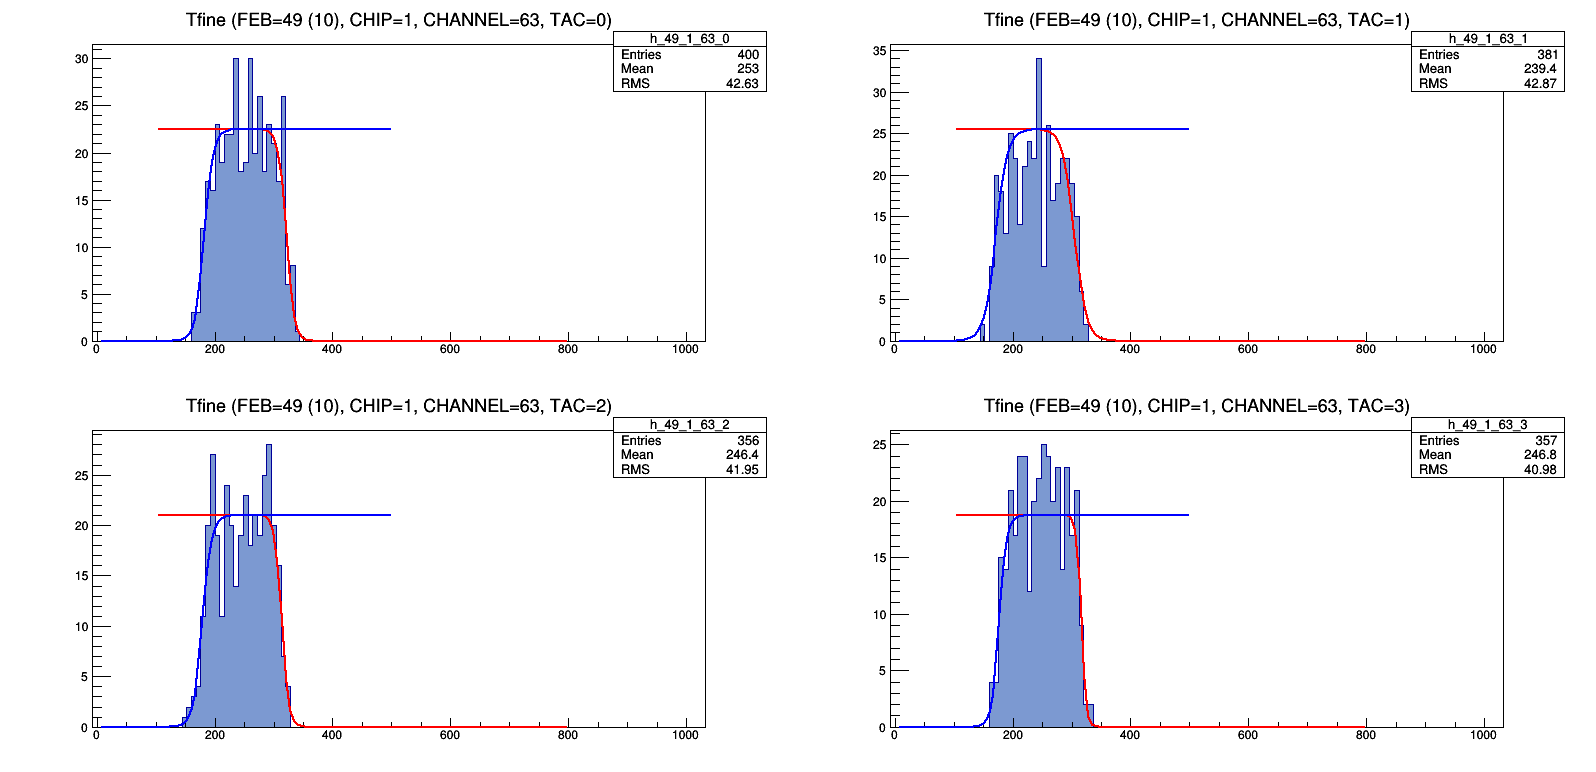 Tfine (FEB=49 (10), CHIP=1, CHANNEL=63, TAC=0)
h_49_1_63_0
Entries 400
Mean 253
RMS 42.63
30
25
20
15
10
5
0
0 200 400 600 800 1000
Tfine (FEB=49 (10), CHIP=1, CHANNEL=63, TAC=1)
h_49_1_63_1
Entries 381
Mean 239.4
RMS 42.87
35
30
25
20
15
10
5
0
0 200 400 600 800 1000
Tfine (FEB=49 (10), CHIP=1, CHANNEL=63, TAC=2)
h_49_1_63_2
Entries 356
Mean 246.4
RMS 41.95
25
20
15
10
5
0
0 200 400 600 800 1000
Tfine (FEB=49 (10), CHIP=1, CHANNEL=63, TAC=3)
h_49_1_63_3
Entries 357
Mean 246.8
RMS 40.98
25
20
15
10
5
0
0 200 400 600 800 1000